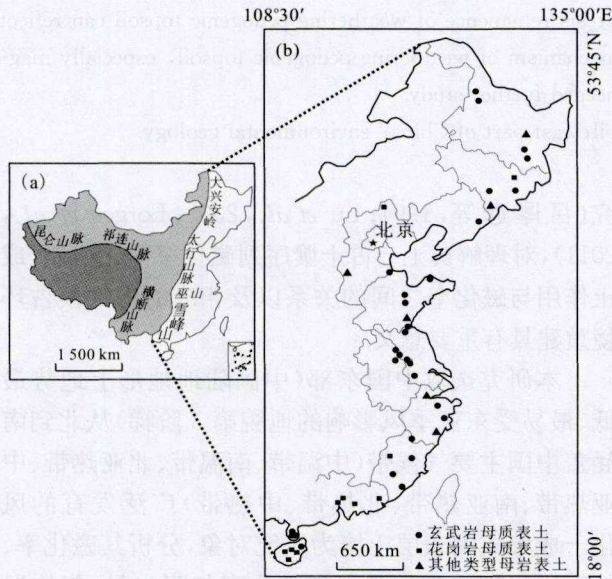 108°30′
135°00′E
53°45′N
(b)
(a)
大兴安岭
昆仑山脉
祁连山脉
太行山脉
巫山
雪峰山
横断山脉
1 500 km
北京
玄武岩母质表土
花岗岩母质表土
其他类型母岩表土
650 km
18°00′